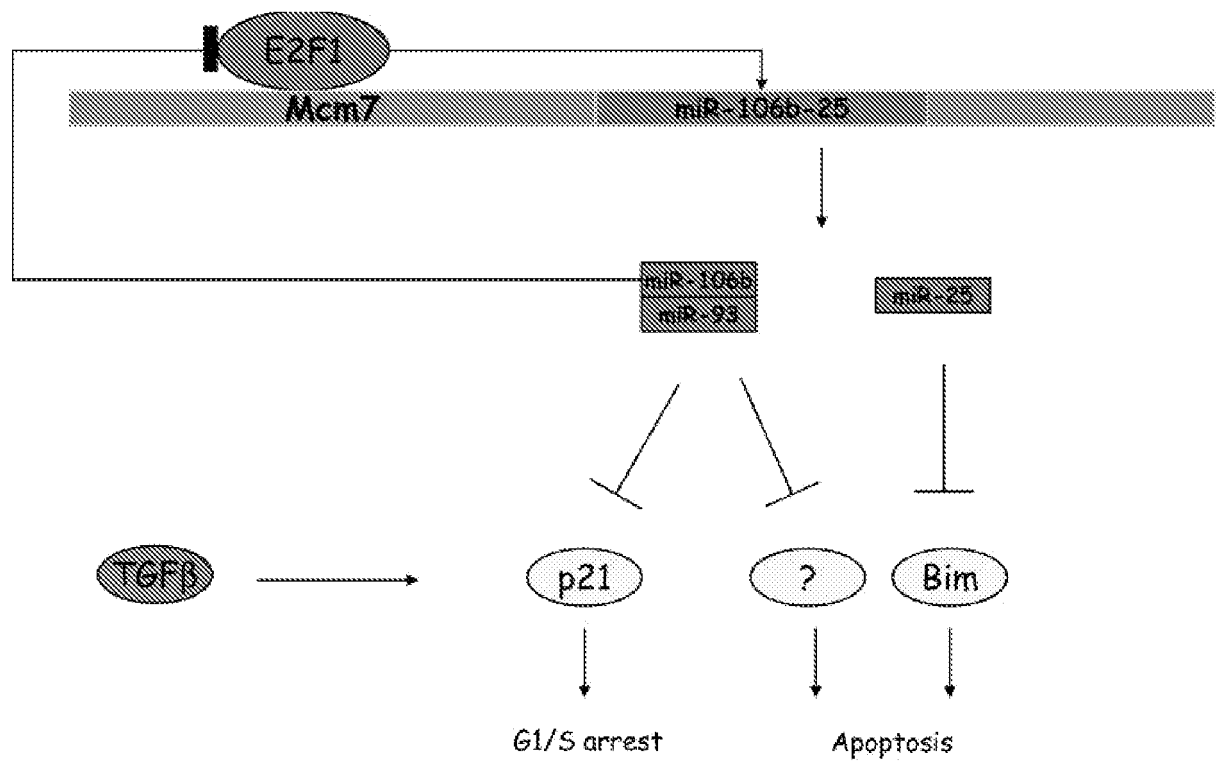 E2F1
Mcm7
miR-106b-25
miR-106b
miR-93
miR-25
TGFβ
p21
?
Bim
G1/S arrest
Apoptosis